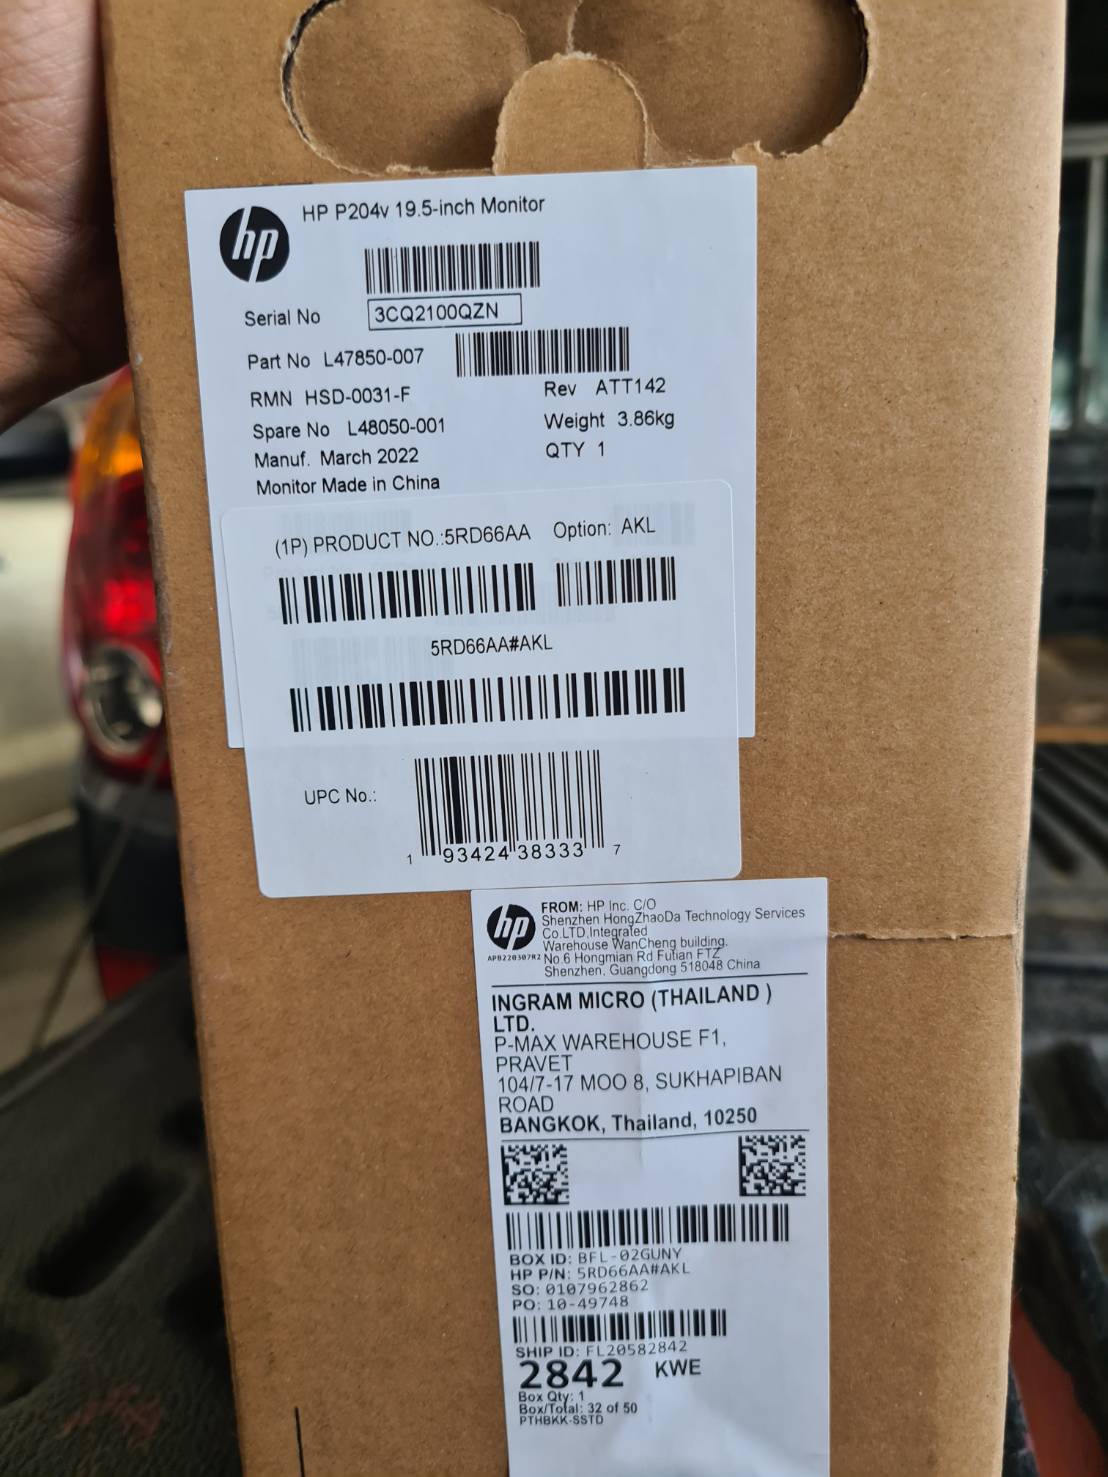 hp
HP P204v 19.5-inch Monitor
Serial No 3CQ2100QZN
Part No L47850-007
RMN HSD-0031-F Rev ATT142
Spare No L48050-001 Weight 3.86kg
Manuf. March 2022 QTY 1
Monitor Made in China
(1P) PRODUCT NO.:5RD66AA Option: AKL
5RD66AA#AKL
UPC No.:
1 93424 38333 7
hp
APB220307R2
FROM: HP Inc. C/O
Shenzhen HongZhaoDa Technology Services
Co.LTD,Integrated
Warehouse WanCheng building.
No.6 Hongmian Rd Futian FTZ
Shenzhen, Guangdong 518048 China
INGRAM MICRO (THAILAND )
LTD.
P-MAX WAREHOUSE F1,
PRAVET
104/7-17 MOO 8, SUKHAPIBAN
ROAD
BANGKOK, Thailand, 10250
BOX ID: BFL-02GUNY
HP P/N: 5RD66AA#AKL
SO: 0107962862
PO: 10-49748
SHIP ID: FL20582842
2842 KWE
Box Qty: 1
Box/Total: 32 of 50
PTHBKK-SSTD